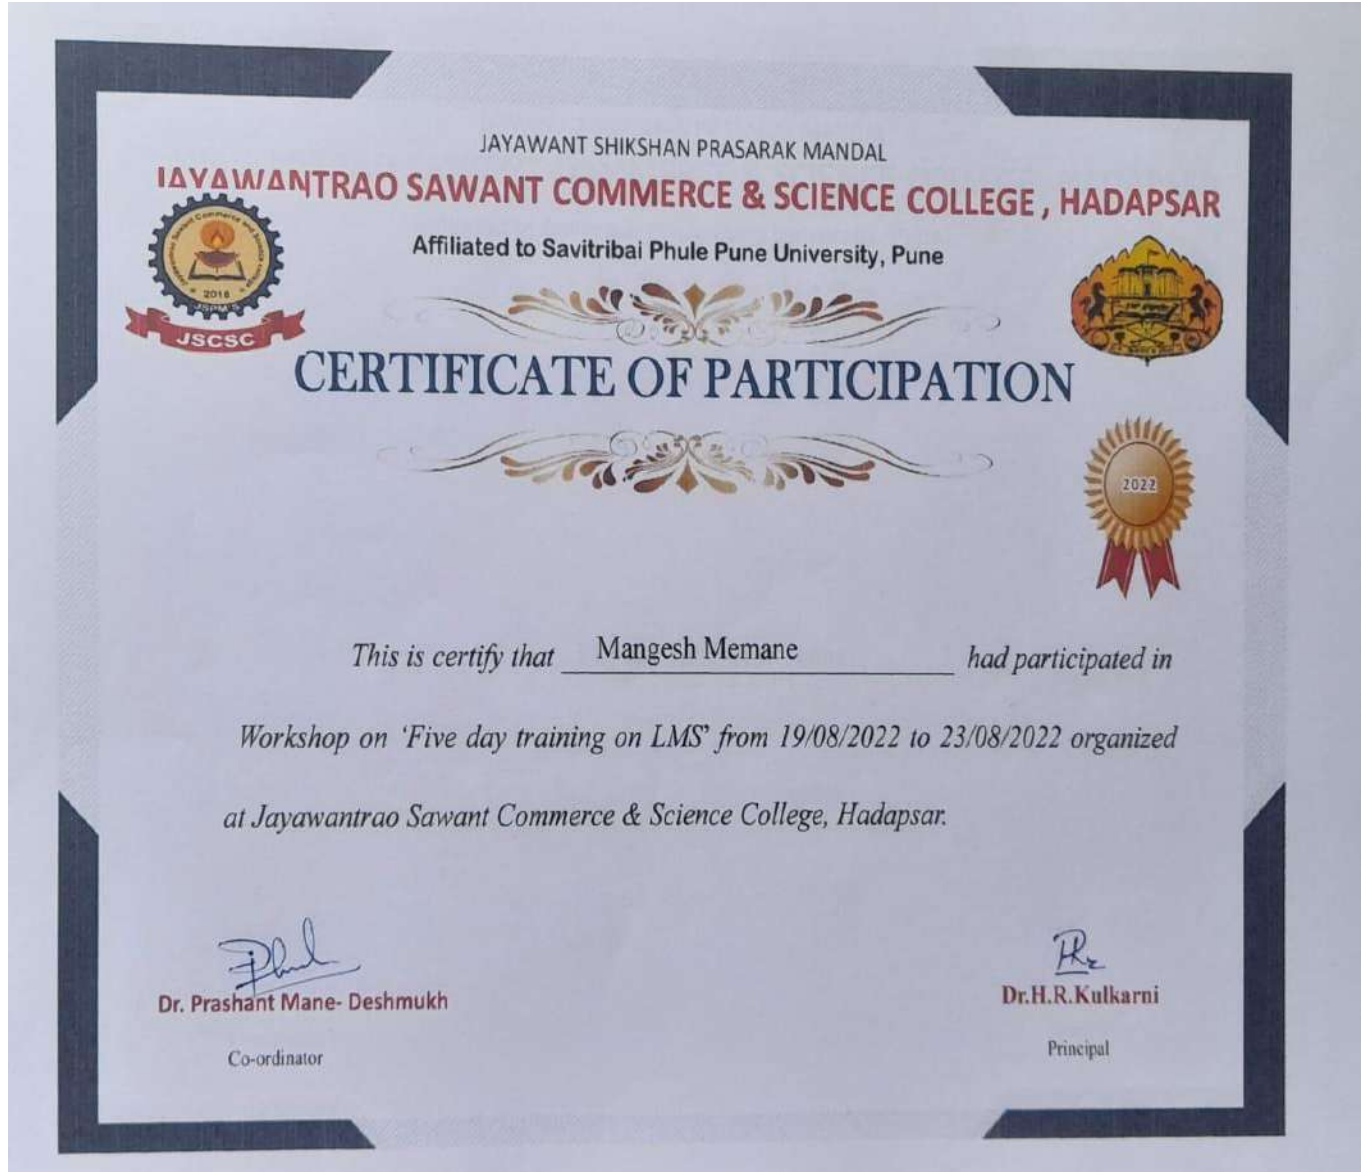 JAYAWANT SHIKSHAN PRASARAK MANDAL
JAYAWANTRAO SAWANT COMMERCE & SCIENCE COLLEGE, HADAPSAR
Affiliated to Savitribai Phule Pune University, Pune
2018
JSPM'S
JSCSC
CERTIFICATE OF PARTICIPATION
2022
This is certify that Mangesh Memane had participated in
Workshop on 'Five day training on LMS' from 19/08/2022 to 23/08/2022 organized
at Jayawantrao Sawant Commerce & Science College, Hadapsar.
Dr. Prashant Mane- Deshmukh
Co-ordinator
Dr.H.R.Kulkarni
Principal